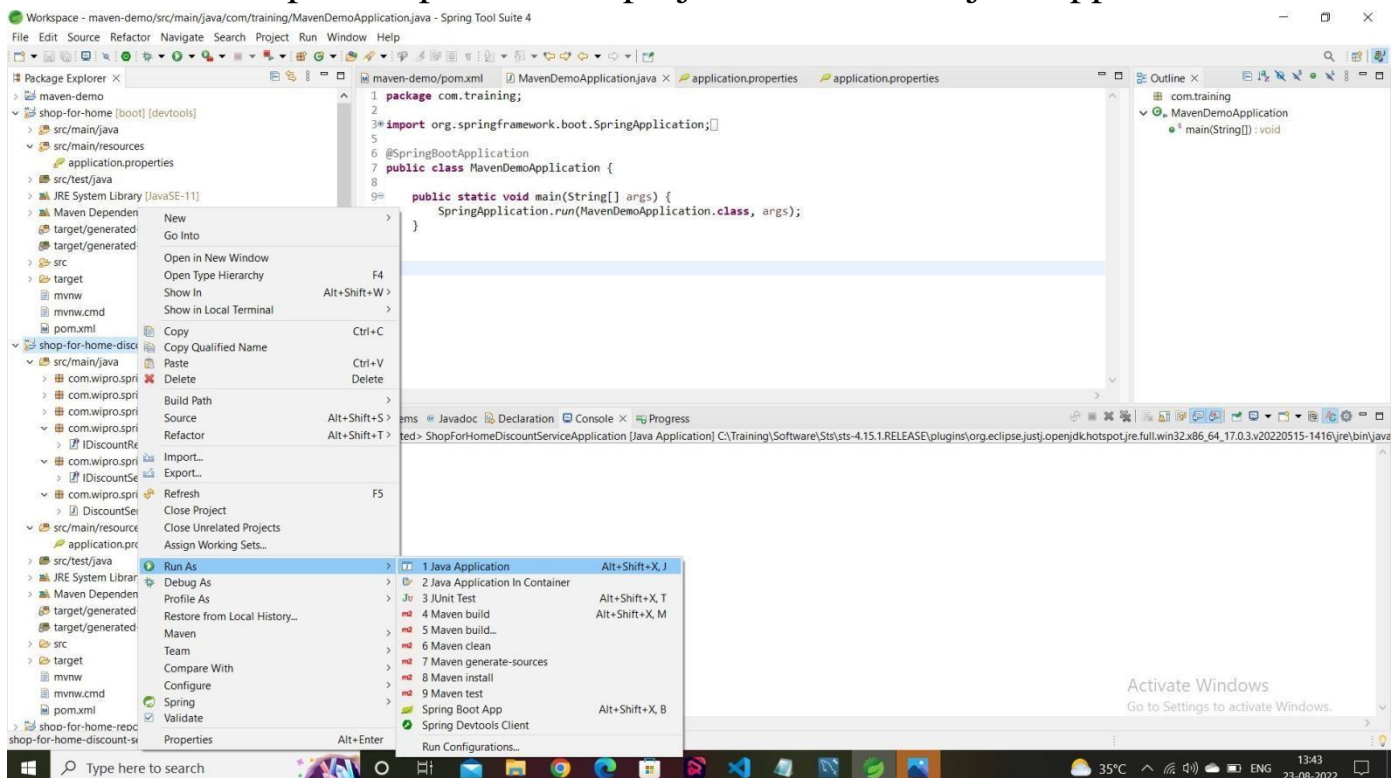 Workspace - maven-demo/src/main/java/com/training/MavenDemoApplication.java - Spring Tool Suite 4
File Edit Source Refactor Navigate Search Project Run Window Help
Package Explorer
maven-demo
shop-for-home [boot] [devtools]
src/main/java
src/main/resources
application.properties
src/test/java
JRE System Library [JavaSE-11]
Maven Dependen
target/generated
target/generated
src
target
mvnw
mvnw.cmd
pom.xml
shop-for-home-disc
src/main/java
com.wipro.spri
com.wipro.spri
com.wipro.spri
com.wipro.spri
IDiscountRe
com.wipro.spri
IDiscountSe
com.wipro.spri
DiscountSe
src/main/resource
application.pro
src/test/java
JRE System Librar
Maven Dependen
target/generated
target/generated
src
target
mvnw
mvnw.cmd
pom.xml
shop-for-home-repo
shop-for-home-discount-se
New
Go Into
Open in New Window
Open Type Hierarchy F4
Show In Alt+Shift+W >
Show in Local Terminal
Copy Ctrl+C
Copy Qualified Name
Paste Ctrl+V
Delete Delete
Build Path
Source Alt+Shift+S >
Refactor Alt+Shift+T >
Import...
Export...
Refresh F5
Close Project
Close Unrelated Projects
Assign Working Sets...
Run As
Debug As
Profile As
Restore from Local History...
Maven
Team
Compare With
Configure
Spring
Validate
Properties Alt+Enter
1 Java Application Alt+Shift+X, J
2 Java Application In Container
3 JUnit Test Alt+Shift+X, T
4 Maven build Alt+Shift+X, M
5 Maven build...
6 Maven clean
7 Maven generate-sources
8 Maven install
9 Maven test
Spring Boot App Alt+Shift+X, B
Spring Devtools Client
Run Configurations...
maven-demo/pom.xml MavenDemoApplication.java application.properties application.properties
1 package com.training;
2
3 import org.springframework.boot.SpringApplication;
5
6 @SpringBootApplication
7 public class MavenDemoApplication {
8
9 public static void main(String[] args) {
SpringApplication.run(MavenDemoApplication.class, args);
}
ems Javadoc Declaration Console Progress
ted> ShopForHomeDiscountServiceApplication [Java Application] C:\Training\Software\Sts\sts-4.15.1.RELEASE\plugins\org.eclipse.justj.openjdk.hotspot.jre.full.win32.x86_64_17.0.3.v20220515-1416\jre\bin\java
Outline
com.training
MavenDemoApplication
main(String[]) : void
Activate Windows
Go to Settings to activate Windows.
Type here to search
35°C ENG 13:43
23-08-2022